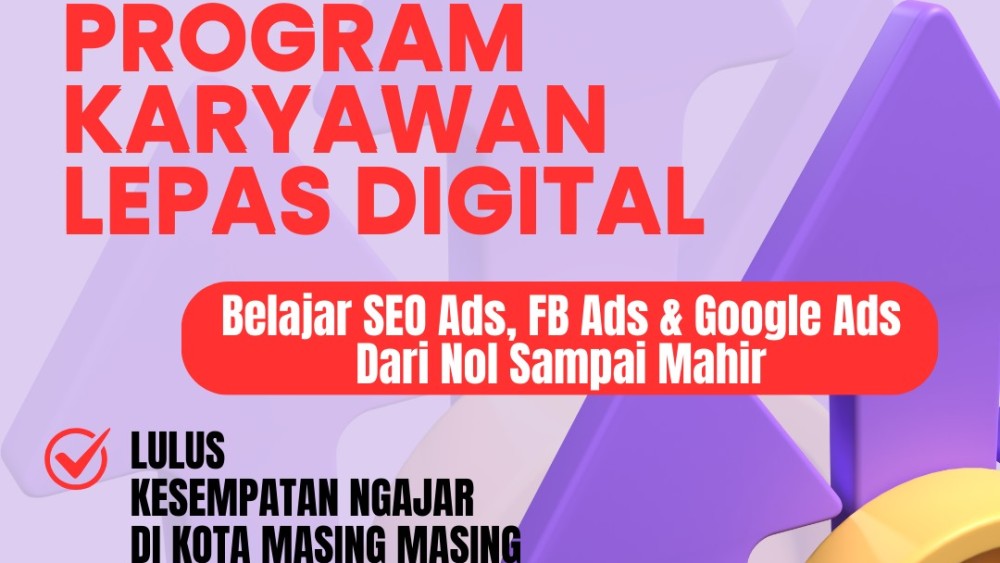 PROGRAM
KARYAWAN
LEPAS DIGITAL
Belajar SEO Ads, FB Ads & Google Ads
Dari Nol Sampai Mahir
LULUS
KESEMPATAN NGAJAR
DI KOTA MASING MASING